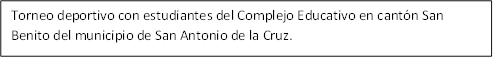 Torneo deportivo con estudiantes del Complejo Educativo en cantón San
Benito del municipio de San Antonio de la Cruz.